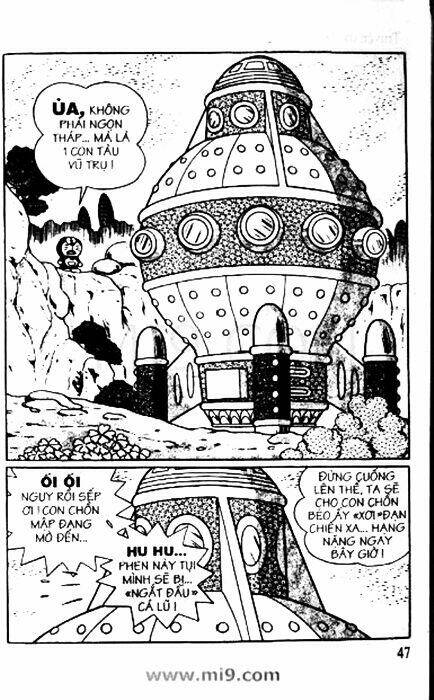 ỦA, KHÔNG
PHẢI NGỌN
THÁP... MÀ LÀ
1 CON TÀU
VŨ TRỤ !
ỐI ỐI
NGUY RỒI SẾP
ƠI ! CON CHỒN
MẬP ĐANG
MÒ ĐẾN...
HU HU...
PHEN NÀY TỤI
MÌNH SẼ BỊ...
«NGẮT ĐẦU»
CẢ LŨ !
ĐỪNG CUỐNG
LÊN THẾ, TA SẼ
CHO CON CHỒN
BÉO ẤY «XƠI» ĐẠN
CHIẾN XA... HẠNG
NẶNG NGAY
BÂY GIỜ !
47
www.mi9.com